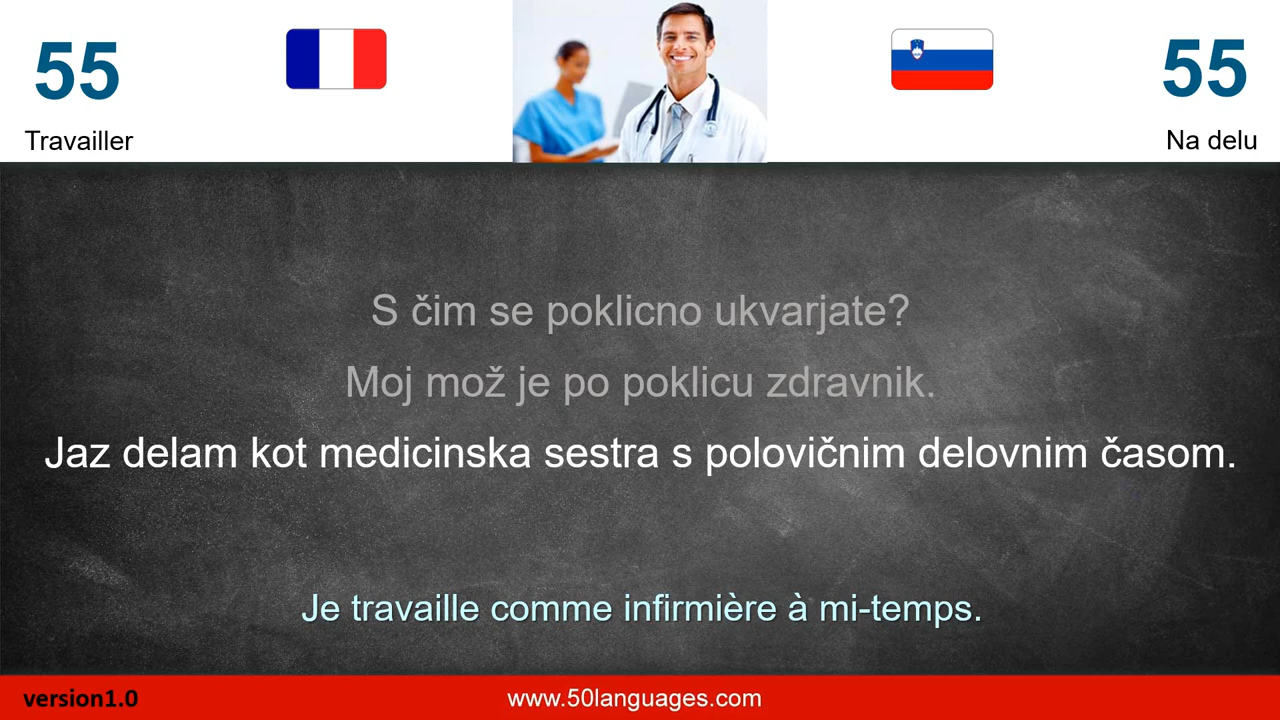 55
55
Travailler
Na delu
S čim se poklicno ukvarjate?
Moj mož je po poklicu zdravnik.
Jaz delam kot medicinska sestra s polovičnim delovnim časom.
Je travaille comme infirmière à mi-temps.
version1.0
www.50languages.com